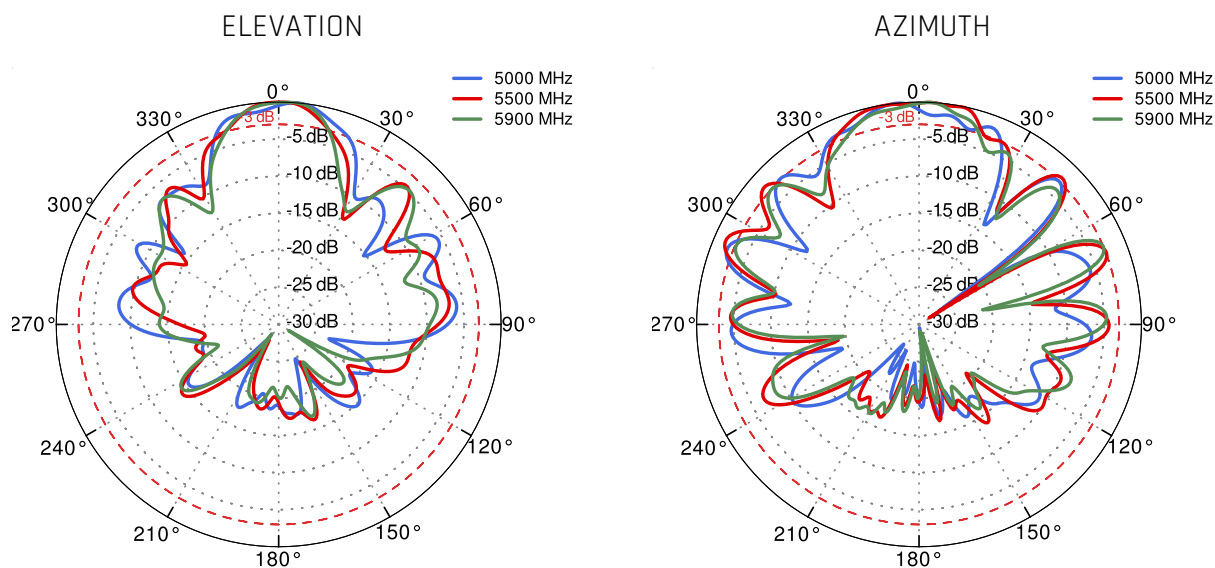 ELEVATION
5000 MHz
5500 MHz
5900 MHz
0°
30°
60°
90°
120°
150°
180°
210°
240°
270°
300°
330°
3 dB
-5 dB
-10 dB
-15 dB
-20 dB
-25 dB
-30 dB
AZIMUTH
5000 MHz
5500 MHz
5900 MHz
0°
30°
60°
90°
120°
150°
180°
210°
240°
270°
300°
330°
-3 dB
-5 dB
-10 dB
-15 dB
-20 dB
-25 dB
-30 dB